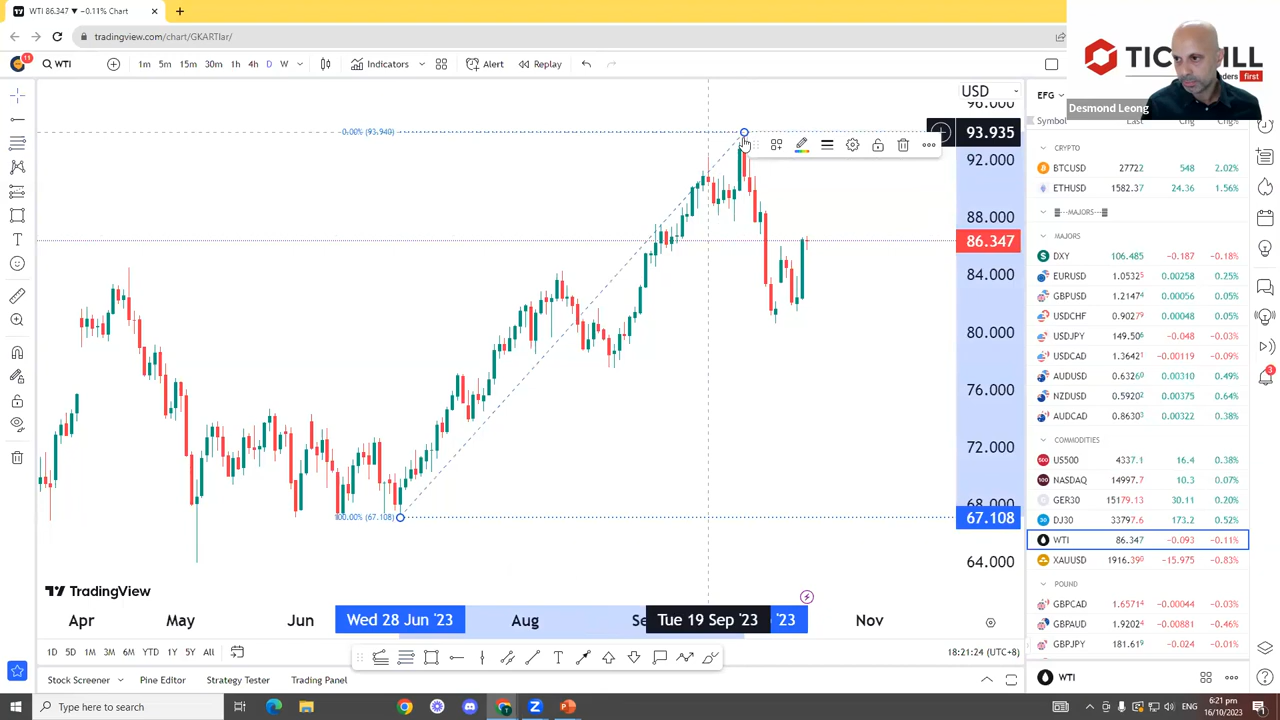 WTI 86.347 ▼ −0.11% Chart
tradingview.com/chart/GKARTIar/
11
WTI
1m 5m 15m 30m 1h 4h D W
Indicators
Alert
Replay
TICKMILL
traders first
Desmond Leong
USD
EFG
Symbol Last Chg Chg%
96.000
93.935
92.000
88.000
86.347
84.000
80.000
76.000
72.000
68.000
67.108
64.000
0.00% (93.940)
100.00% (67.108)
CRYPTO
BTCUSD 27722 548 2.02%
ETHUSD 1582.37 24.36 1.56%
---MAJORS---
MAJORS
DXY 106.485 −0.187 −0.18%
EURUSD 1.05325 0.00258 0.25%
GBPUSD 1.21474 0.00056 0.05%
USDCHF 0.90279 0.00048 0.05%
USDJPY 149.506 −0.048 −0.03%
USDCAD 1.36421 −0.00119 −0.09%
AUDUSD 0.63260 0.00310 0.49%
NZDUSD 0.59202 0.00375 0.64%
AUDCAD 0.86303 0.00322 0.38%
COMMODITIES
US500 4337.1 16.4 0.38%
NASDAQ 14997.7 10.3 0.07%
GER30 15179.13 30.11 0.20%
DJ30 33797.6 173.2 0.52%
WTI 86.347 −0.093 −0.11%
XAUUSD 1916.390 −15.975 −0.83%
POUND
GBPCAD 1.65714 −0.00044 −0.03%
GBPAUD 1.92024 −0.00881 −0.46%
GBPJPY 181.619 −0.024 −0.01%
3
TradingView
Apr May Jun Wed 28 Jun '23 Aug Tue 19 Sep '23 '23 Nov
1D 5D 1M 3M 6M YTD 1Y 5Y All
18:21:24 (UTC+8)
Stock Screener Pine Editor Strategy Tester Trading Panel
WTI
Type here to search
ENG
6:21 pm
16/10/2023